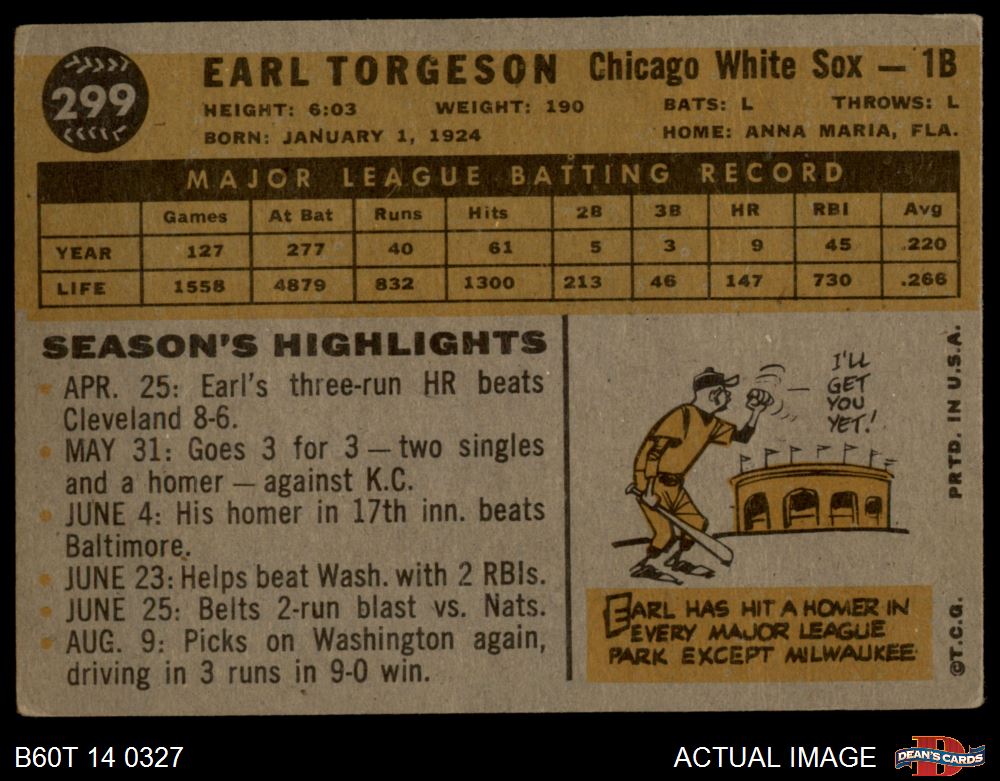 299
EARL TORGESON Chicago White Sox — 1B
HEIGHT: 6:03 WEIGHT: 190 BATS: L THROWS: L
BORN: JANUARY 1, 1924 HOME: ANNA MARIA, FLA.
MAJOR LEAGUE BATTING RECORD
Games At Bat Runs Hits 2B 3B HR RBI Avg
YEAR 127 277 40 61 5 3 9 45 .220
LIFE 1558 4879 832 1300 213 46 147 730 .266
SEASON'S HIGHLIGHTS
• APR. 25: Earl's three-run HR beats
Cleveland 8-6.
• MAY 31: Goes 3 for 3 — two singles
and a homer — against K.C.
• JUNE 4: His homer in 17th inn. beats
Baltimore.
• JUNE 23: Helps beat Wash. with 2 RBIs.
• JUNE 25: Belts 2-run blast vs. Nats.
• AUG. 9: Picks on Washington again,
driving in 3 runs in 9-0 win.
I'LL
GET
YOU
YET!
EARL HAS HIT A HOMER IN
EVERY MAJOR LEAGUE
PARK EXCEPT MILWAUKEE
©T.C.G. PRTD. IN U.S.A.
B60T 14 0327 ACTUAL IMAGE D DEAN'S CARDS